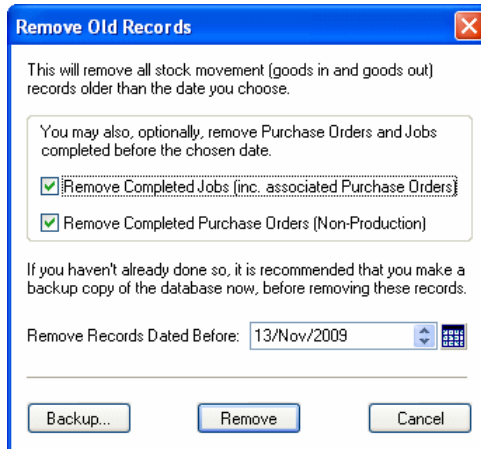 Remove Old Records
This will remove all stock movement (goods in and goods out)
records older than the date you choose.
You may also, optionally, remove Purchase Orders and Jobs
completed before the chosen date.
Remove Completed Jobs (inc. associated Purchase Orders)
Remove Completed Purchase Orders (Non-Production)
If you haven't already done so, it is recommended that you make a
backup copy of the database now, before removing these records.
Remove Records Dated Before: 13/Nov/2009
Backup... Remove Cancel